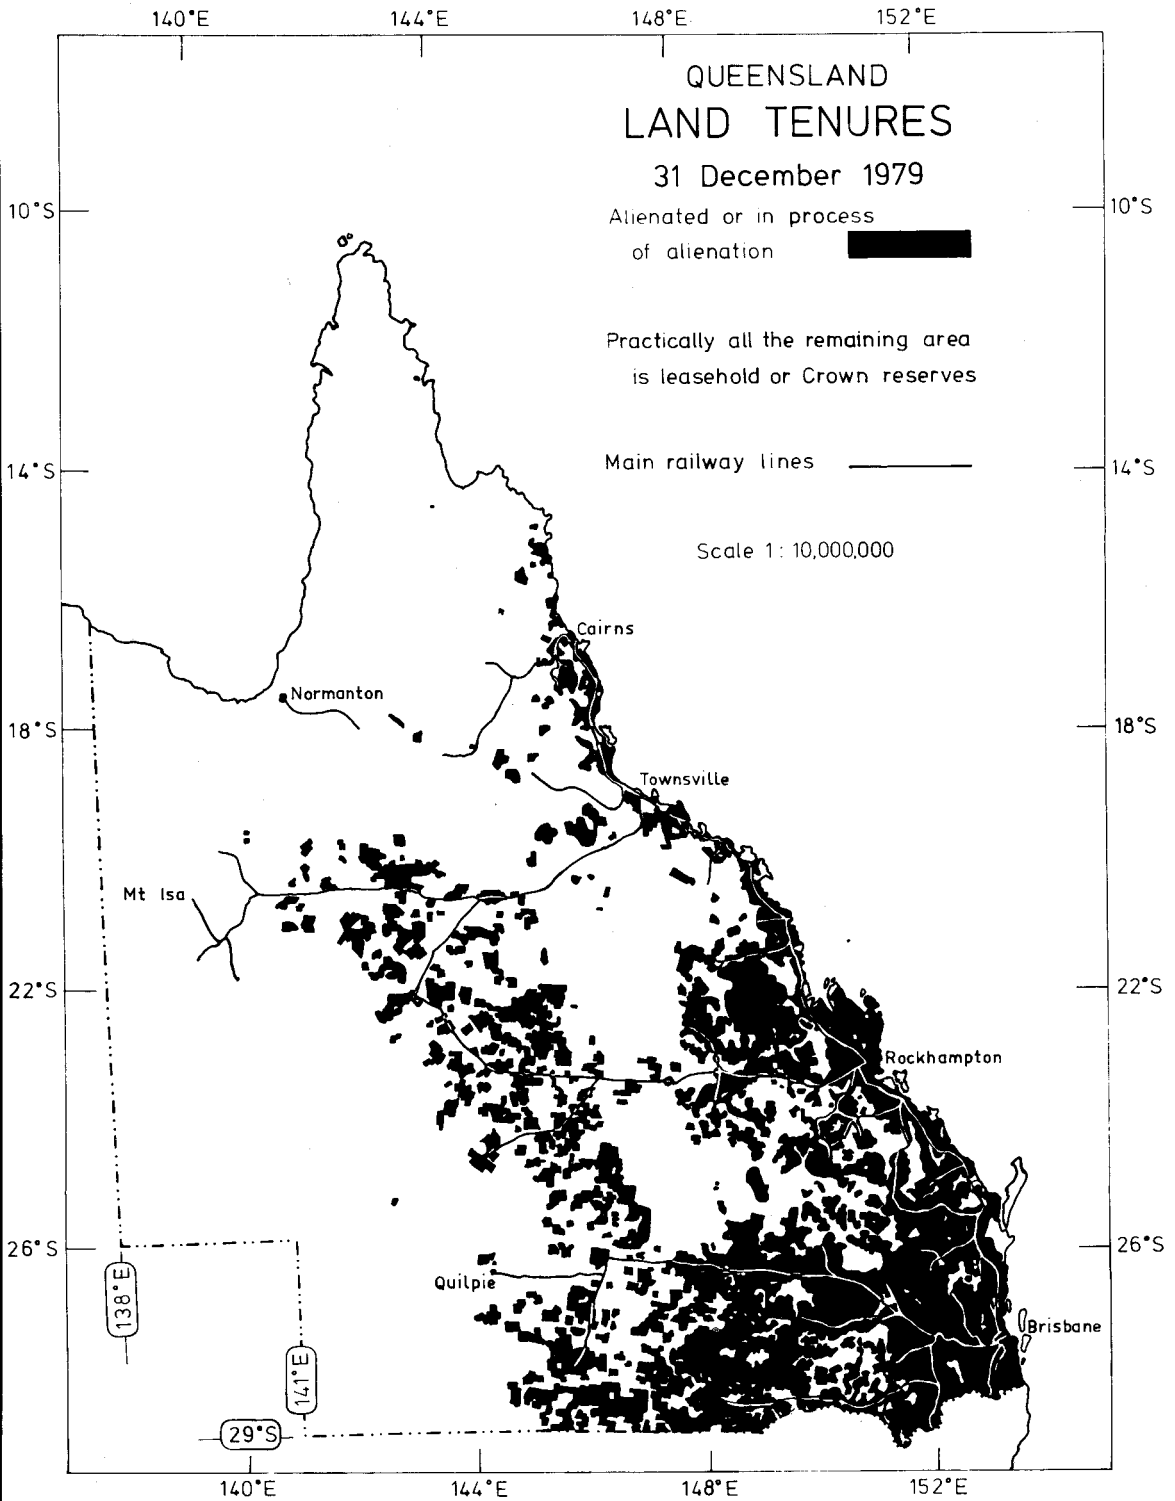 140°E 144°E 148°E 152°E
QUEENSLAND
LAND TENURES
31 December 1979
Alienated or in process
of alienation
10°S 10°S
Practically all the remaining area
is leasehold or Crown reserves
Main railway lines
14°S 14°S
Scale 1 : 10,000,000
Cairns
Normanton
18°S 18°S
Townsville
Mt Isa
22°S 22°S
Rockhampton
26°S 26°S
Quilpie
138°E
Brisbane
141°E
29°S
140°E 144°E 148°E 152°E